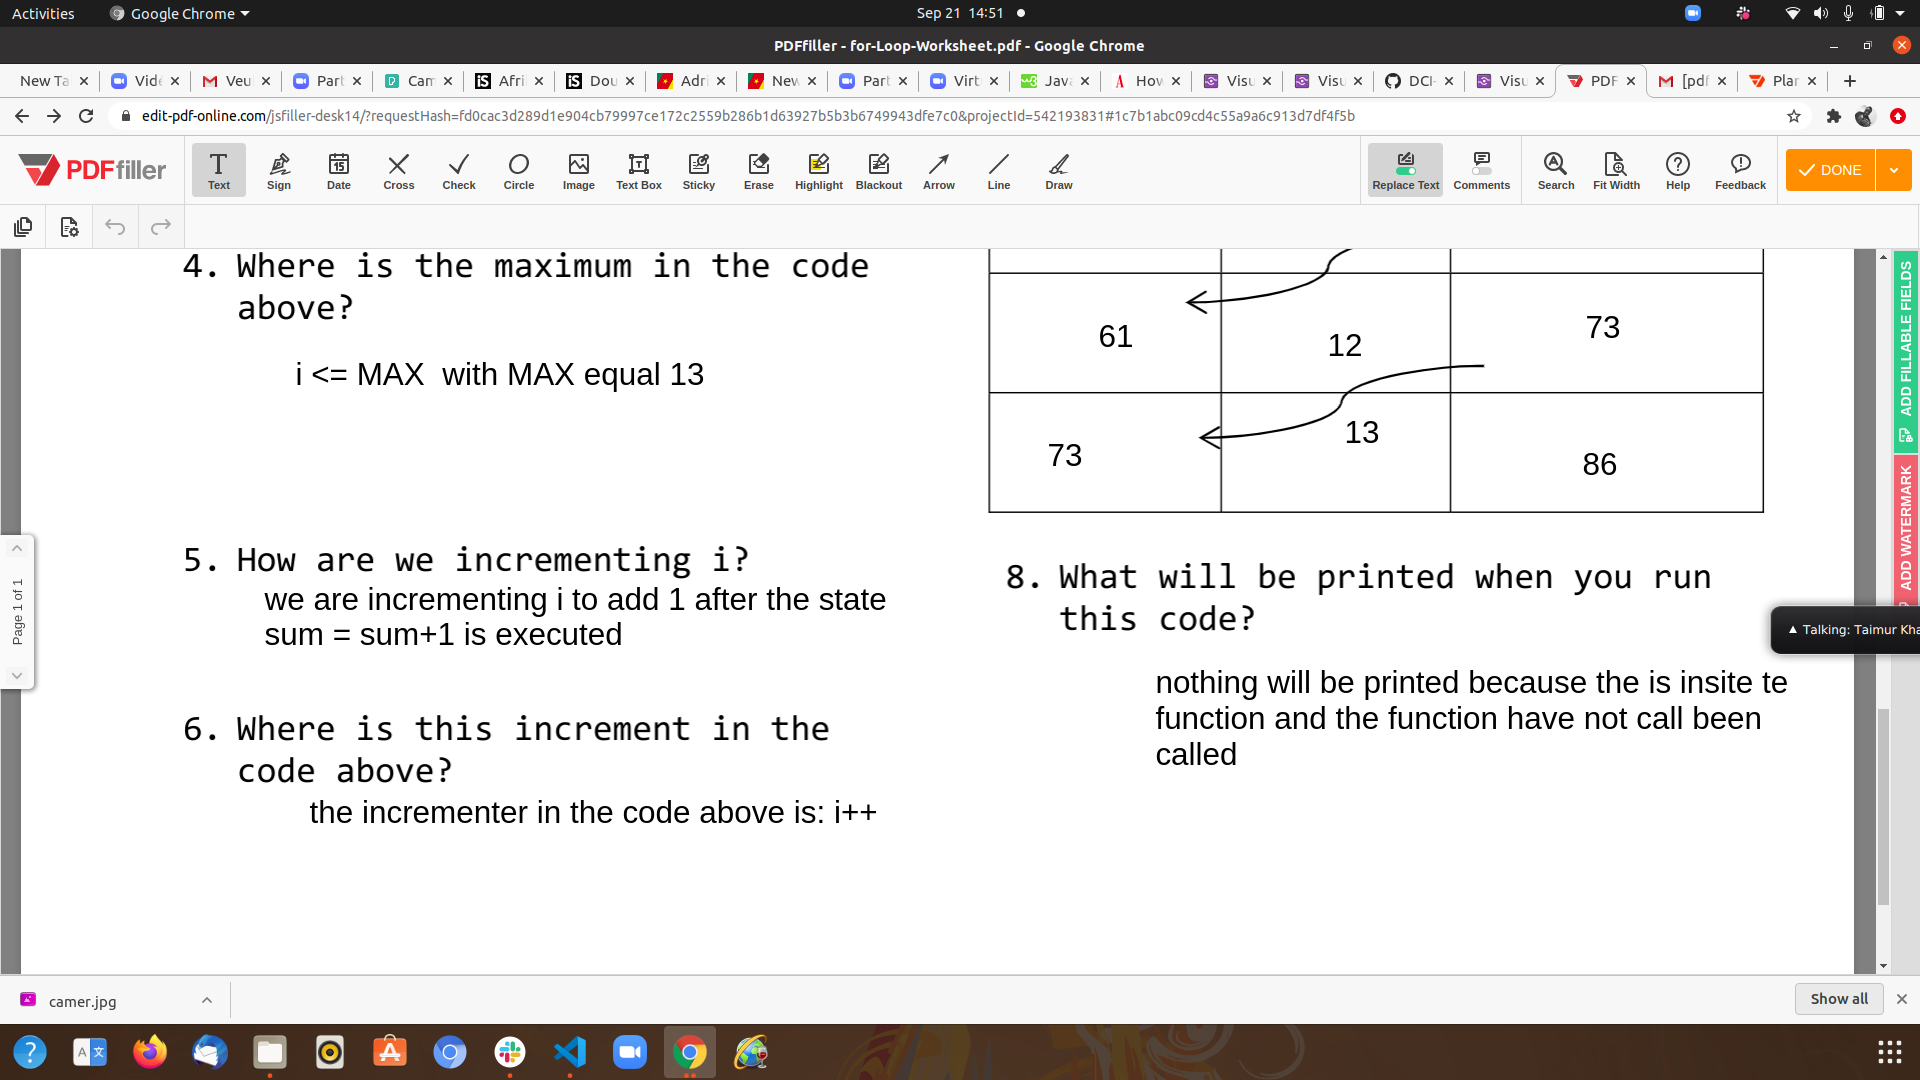 Activities
Google Chrome
Sep 21 14:51
PDFfiller - for-Loop-Worksheet.pdf - Google Chrome
New Ta
Vide
Veu
Part
Cam
Afri
Dou
Adri
New
Part
Virt
Java
How
Visu
Visu
DCI-
Visu
PDF
[pdf
Plan
edit-pdf-online.com/jsfiller-desk14/?requestHash=fd0cac3d289d1e904cb79997ce172c2559b286b1d63927b5b3b6749943dfe7c0&projectId=542193831#1c7b1abc09cd4c55a9a6c913d7df4f5b
PDFfiller
Text
Sign
Date
Cross
Check
Circle
Image
Text Box
Sticky
Erase
Highlight
Blackout
Arrow
Line
Draw
Replace Text
Comments
Search
Fit Width
Help
Feedback
DONE
4. Where is the maximum in the code
above?
i <= MAX with MAX equal 13
5. How are we incrementing i?
we are incrementing i to add 1 after the state
sum = sum+1 is executed
6. Where is this increment in the
code above?
the incrementer in the code above is: i++
61 12 73
73 13 86
8. What will be printed when you run
this code?
nothing will be printed because the is insite te
function and the function have not call been
called
Page 1 of 1
ADD FILLABLE FIELDS
ADD WATERMARK
Talking: Taimur Kha
camer.jpg
Show all